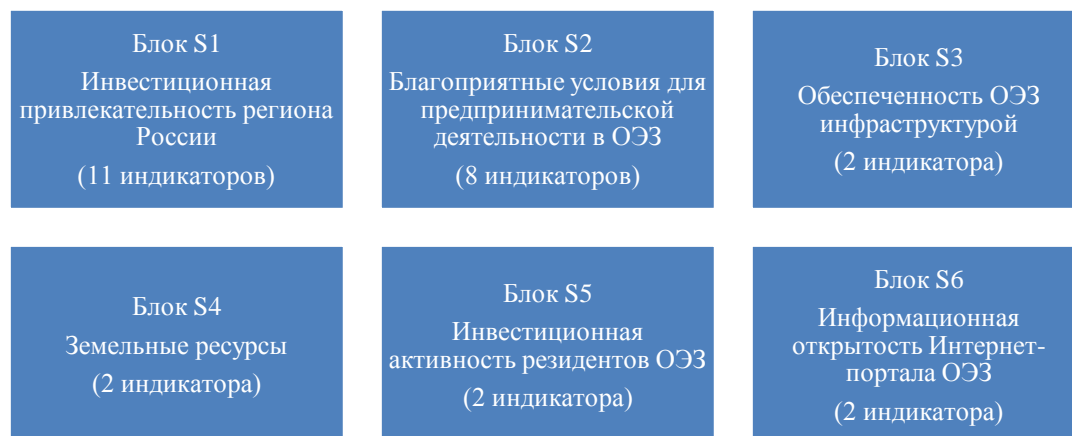 Блок S1
Инвестиционная
привлекательность региона
России
(11 индикаторов)
Блок S2
Благоприятные условия для
предпринимательской
деятельности в ОЭЗ
(8 индикаторов)
Блок S3
Обеспеченность ОЭЗ
инфраструктурой
(2 индикатора)
Блок S4
Земельные ресурсы
(2 индикатора)
Блок S5
Инвестиционная
активность резидентов ОЭЗ
(2 индикатора)
Блок S6
Информационная
открытость Интернет-
портала ОЭЗ
(2 индикатора)